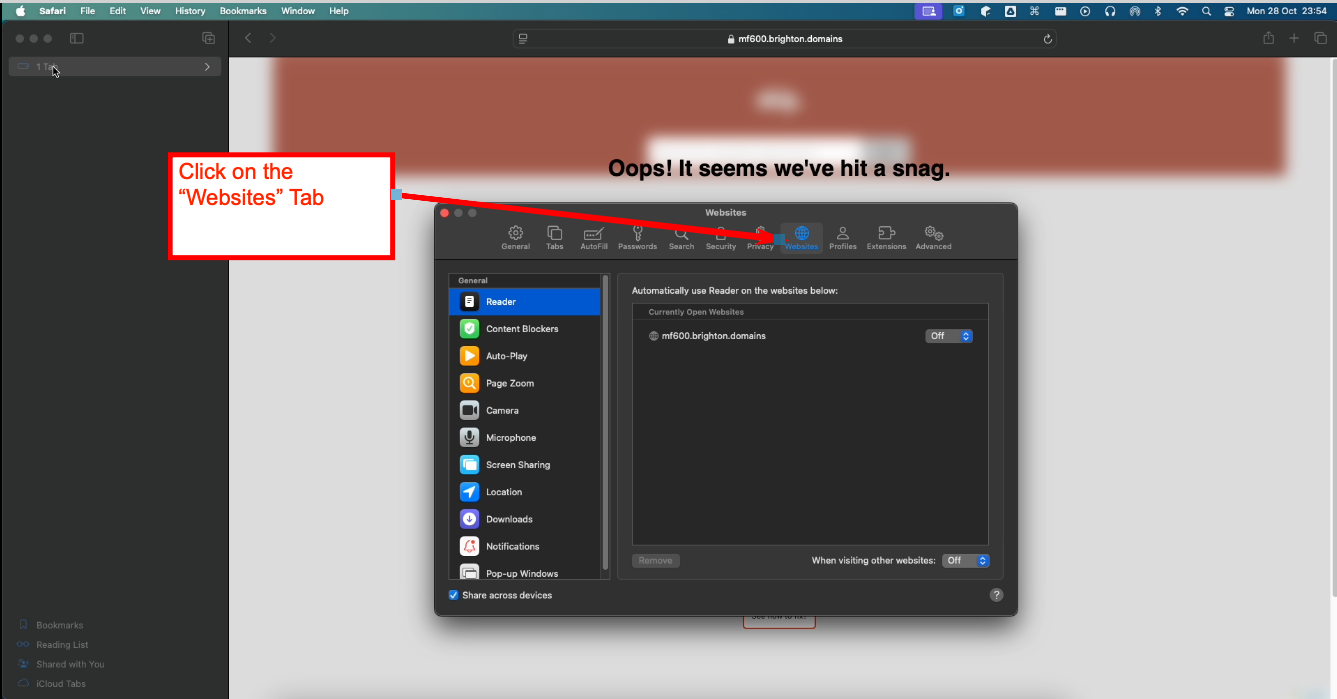 Safari File Edit View History Bookmarks Window Help
Mon 28 Oct 23:54
mf600.brighton.domains
1 Tab
Oops! It seems we've hit a snag.
Click on the
“Websites” Tab
Websites
General Tabs AutoFill Passwords Search Security Privacy Websites Profiles Extensions Advanced
General
Reader
Content Blockers
Auto-Play
Page Zoom
Camera
Microphone
Screen Sharing
Location
Downloads
Notifications
Pop-up Windows
Automatically use Reader on the websites below:
Currently Open Websites
mf600.brighton.domains Off
Remove
When visiting other websites: Off
Share across devices
?
See how to fix?
Bookmarks
Reading List
Shared with You
iCloud Tabs